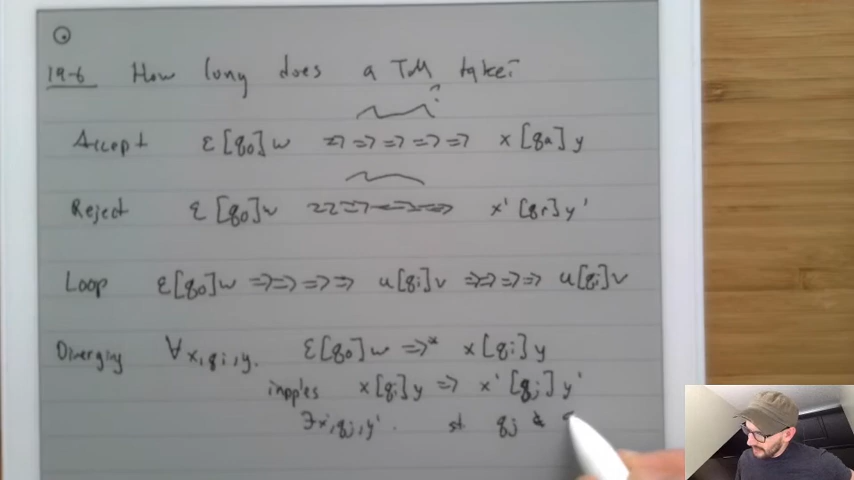 19-6 How long does a TM take?
?
Accept ε[q0]w => => => => => x[qa]y
Reject ε[q0]w => => => => => x'[qr]y'
Loop ε[q0]w => => => => u[qi]v => => => => u[qi]v
Diverging ∀x,qi,y. ε[q0]w =>* x[qi]y
implies x[qi]y => x'[qj]y'
∃x',qj,y'. st qj